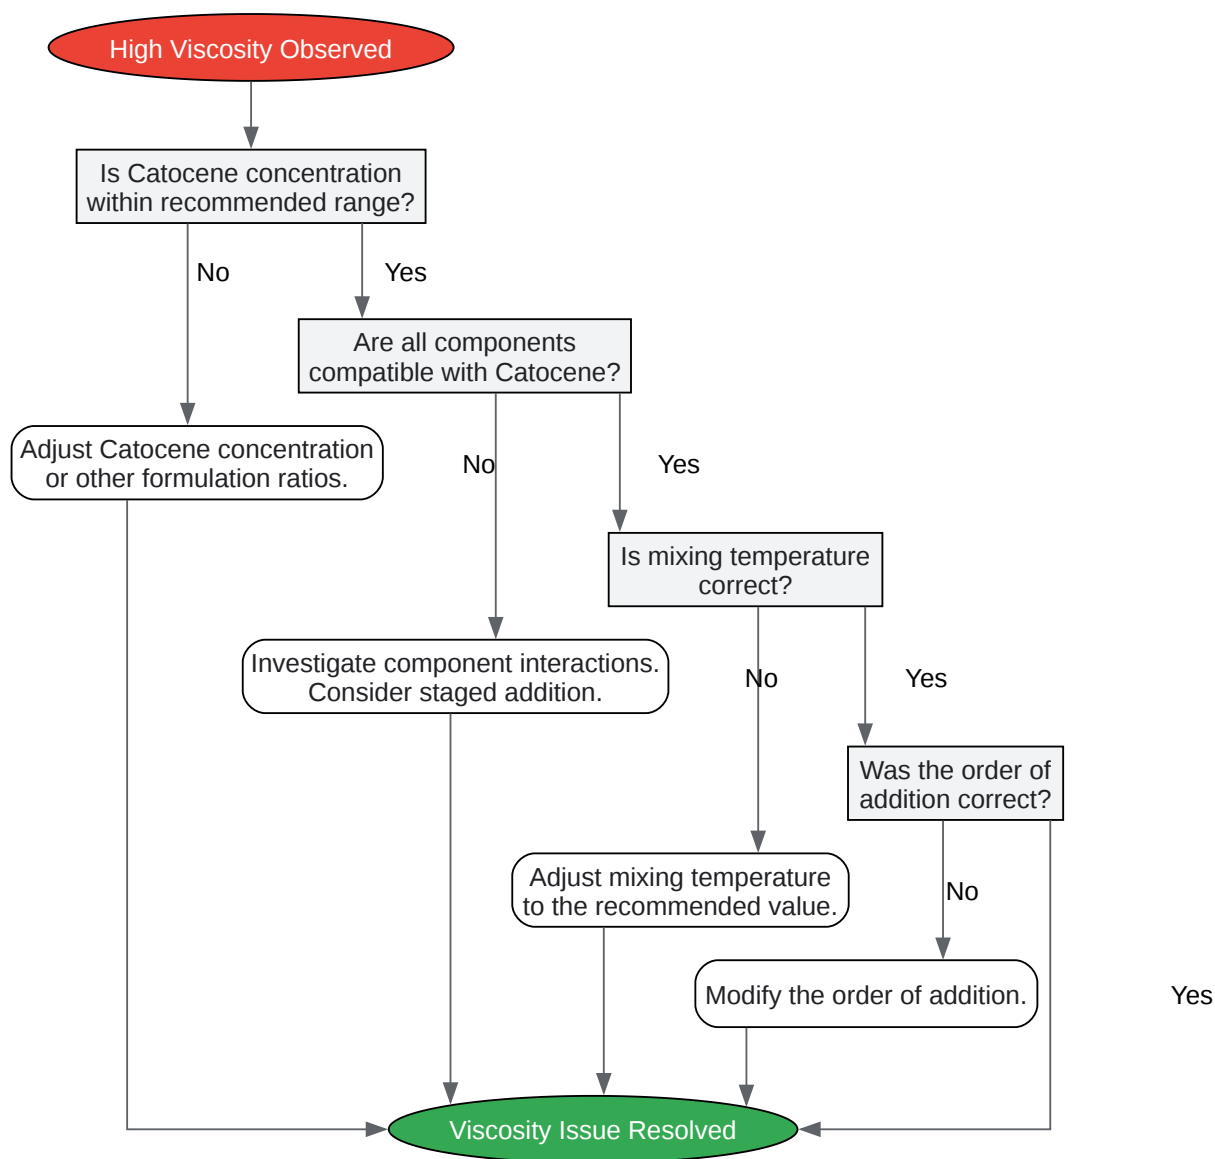 High Viscosity Observed
Is Catocene concentration
within recommended range?
No
Yes
Are all components
compatible with Catocene?
Adjust Catocene concentration
or other formulation ratios.
No
Yes
Is mixing temperature
correct?
Investigate component interactions.
Consider staged addition.
No
Yes
Was the order of
addition correct?
Adjust mixing temperature
to the recommended value.
No
Modify the order of addition.
Yes
Viscosity Issue Resolved